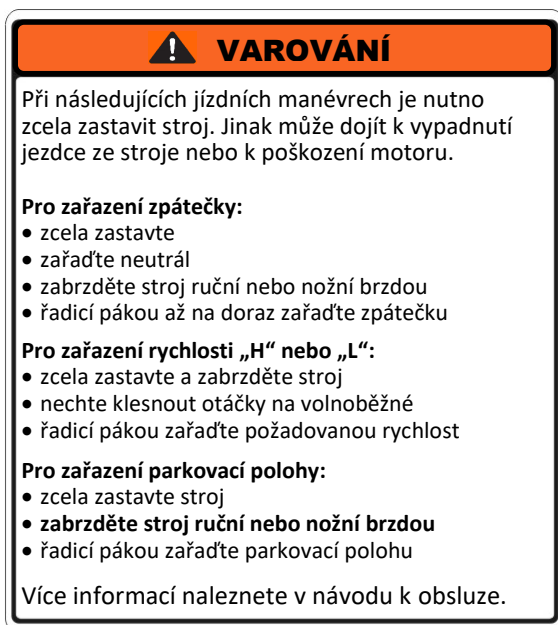 VAROVÁNÍ
Při následujících jízdních manévrech je nutno
zcela zastavit stroj. Jinak může dojít k vypadnutí
jezdce ze stroje nebo k poškození motoru.
Pro zařazení zpátečky:
• zcela zastavte
• zařaďte neutrál
• zabrzděte stroj ruční nebo nožní brzdou
• řadicí pákou až na doraz zařaďte zpátečku
Pro zařazení rychlosti „H“ nebo „L“:
• zcela zastavte a zabrzděte stroj
• nechte klesnout otáčky na volnoběžné
• řadicí pákou zařaďte požadovanou rychlost
Pro zařazení parkovací polohy:
• zcela zastavte stroj
• zabrzděte stroj ruční nebo nožní brzdou
• řadicí pákou zařaďte parkovací polohu
Více informací naleznete v návodu k obsluze.